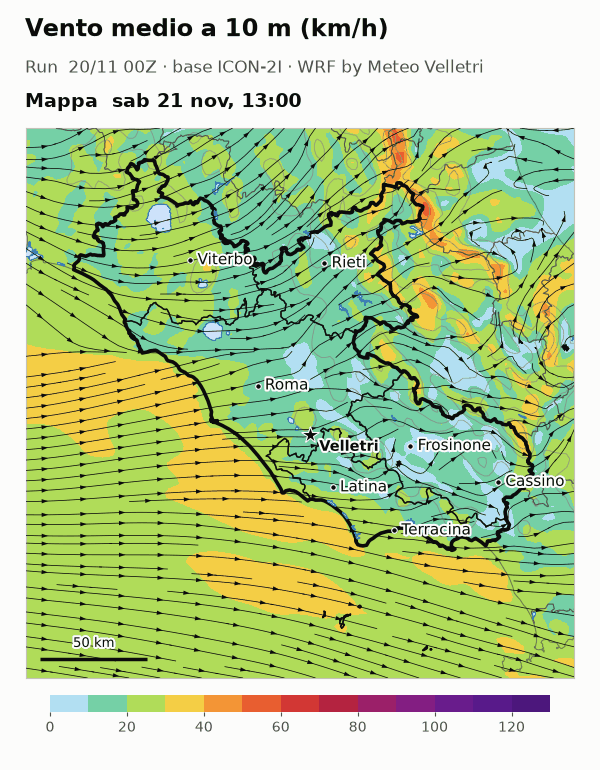 Vento medio a 10 m (km/h)
Run  20/11 00Z · base ICON-2I · WRF by Meteo Velletri
Mappa  sab 21 nov, 13:00
Viterbo
Rieti
Roma
Velletri
Frosinone
Latina
Cassino
Terracina
50 km
0 20 40 60 80 100 120